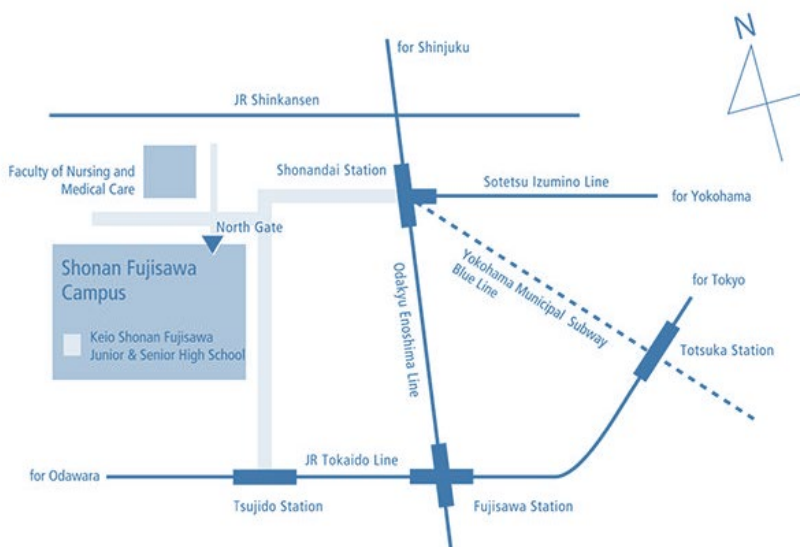 N
for Shinjuku
JR Shinkansen
Faculty of Nursing and
Medical Care
Shonandai Station
Sotetsu Izumino Line
for Yokohama
North Gate
Shonan Fujisawa
Campus
Keio Shonan Fujisawa
Junior & Senior High School
Odakyu Enoshima Line
Yokohama Municipal Subway
Blue Line
for Tokyo
Totsuka Station
for Odawara
JR Tokaido Line
Tsujido Station
Fujisawa Station